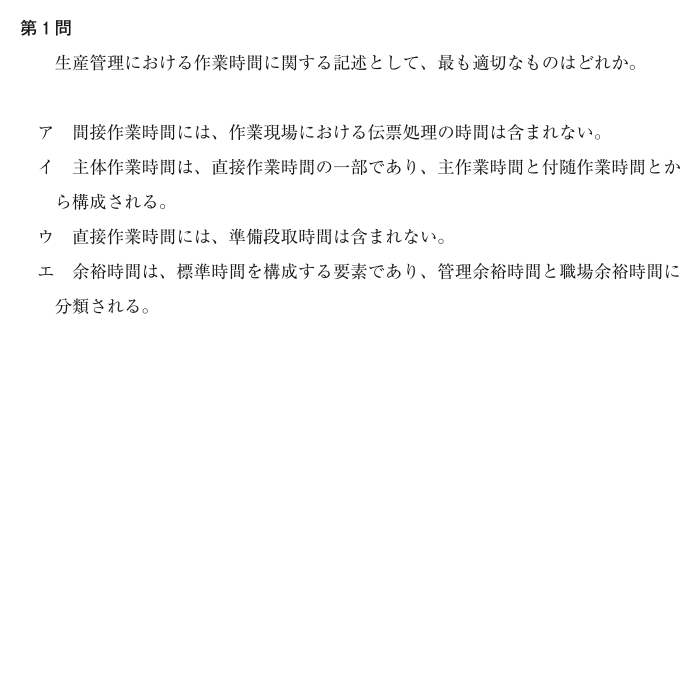 第1問
生産管理における作業時間に関する記述として、最も適切なものはどれか。
ア　間接作業時間には、作業現場における伝票処理の時間は含まれない。
イ　主体作業時間は、直接作業時間の一部であり、主作業時間と付随作業時間とか
ら構成される。
ウ　直接作業時間には、準備段取時間は含まれない。
エ　余裕時間は、標準時間を構成する要素であり、管理余裕時間と職場余裕時間に
分類される。